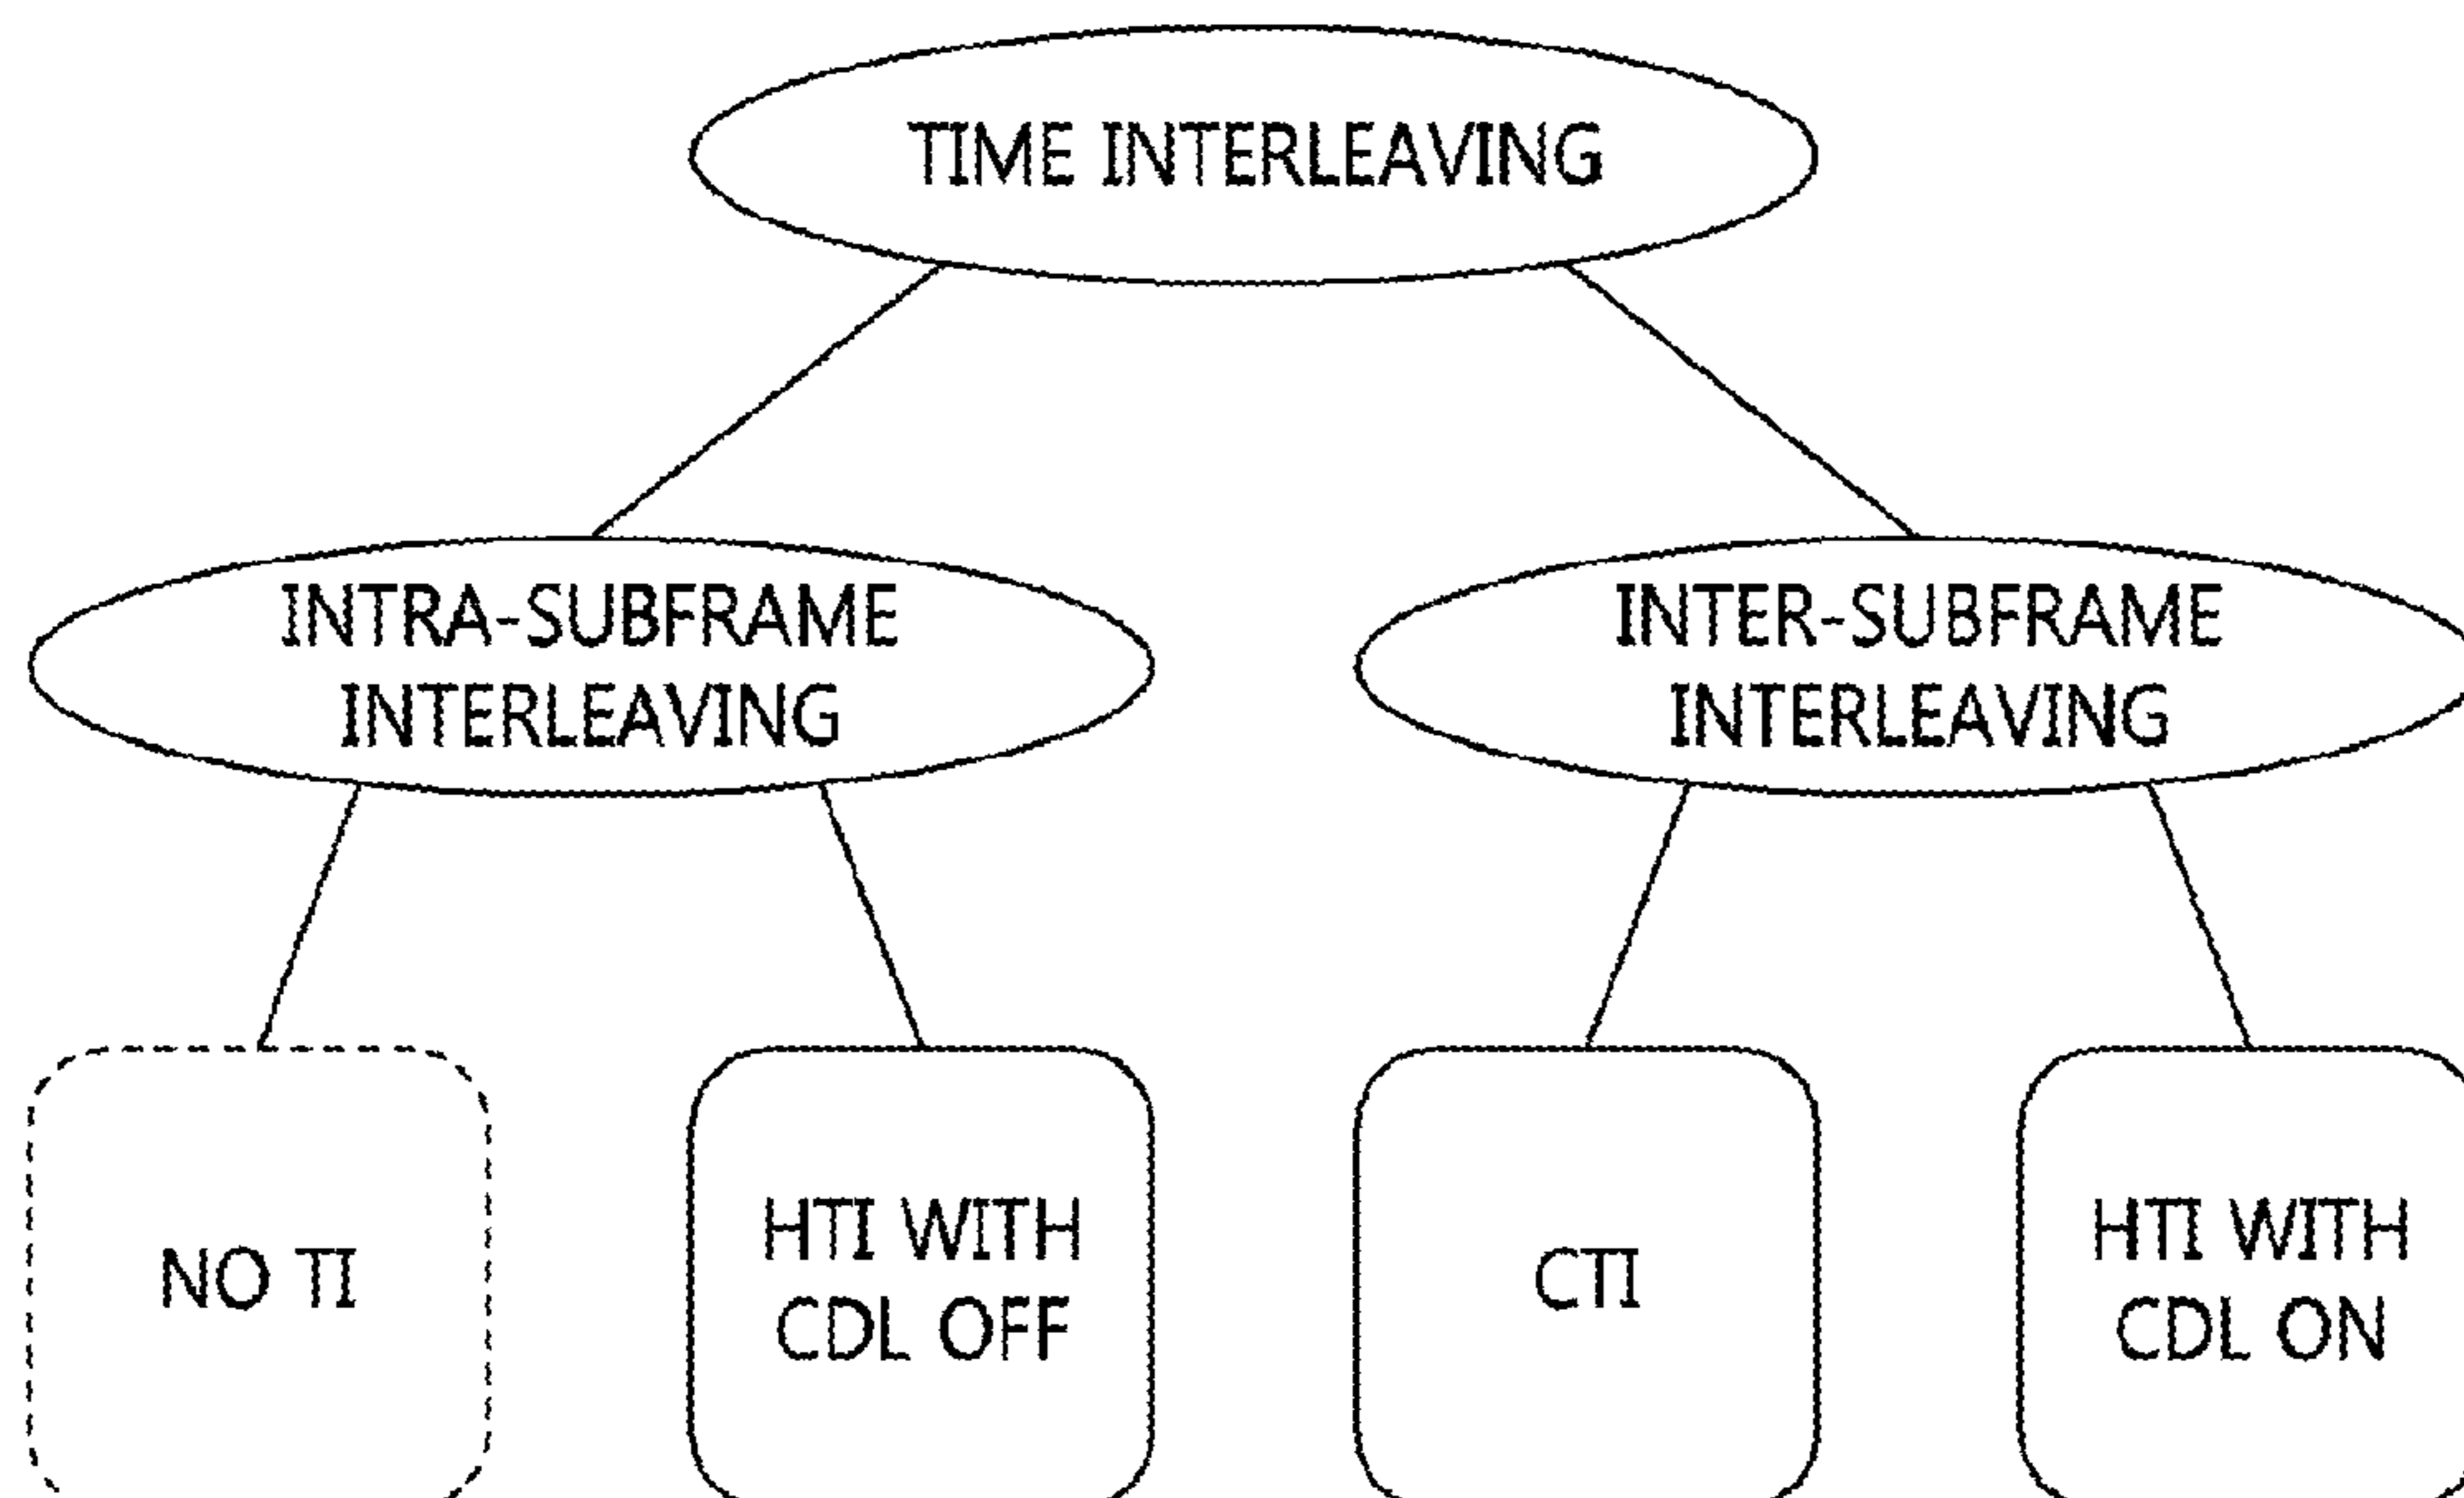 TIME INTERLEAVING
INTRA-SUBFRAME
INTERLEAVING
INTER-SUBFRAME
INTERLEAVING
NO TI
HTI WITH
CDL OFF
CTI
HTI WITH
CDL ON